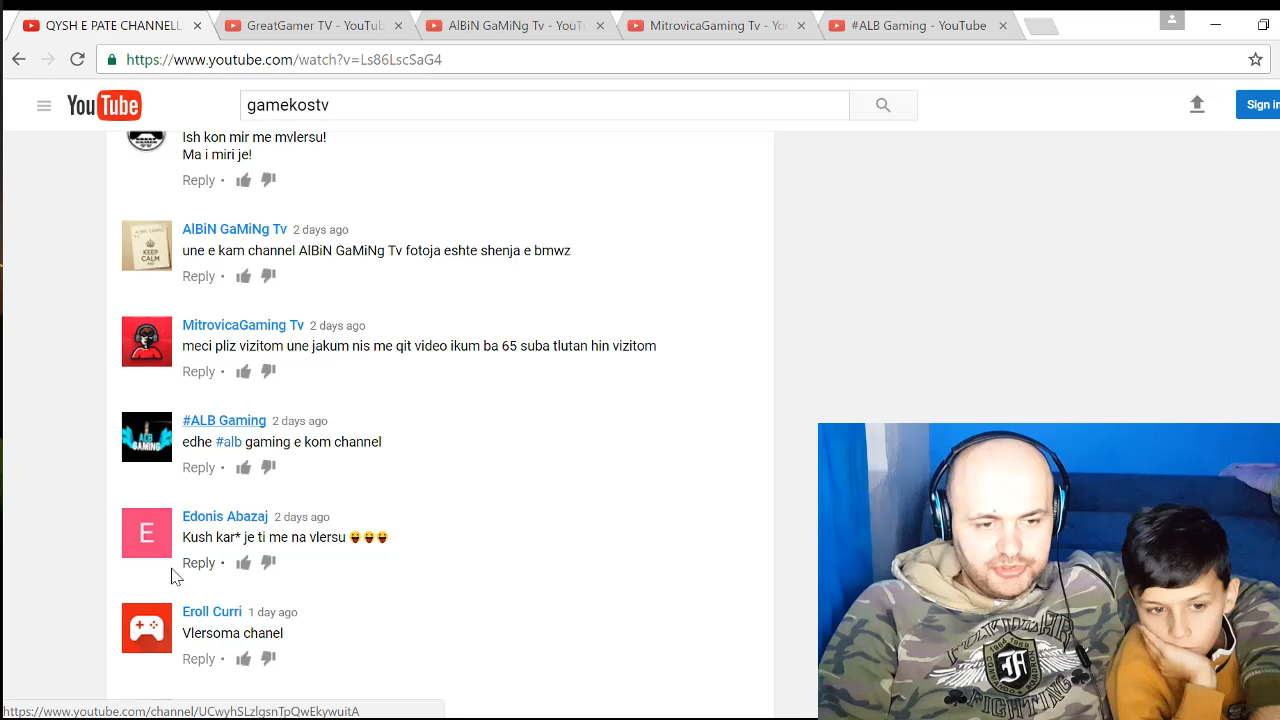 QYSH E PATE CHANNELL
GreatGamer TV - YouTub
AlBiN GaMiNg Tv - YouTu
MitrovicaGaming Tv - Yo
#ALB Gaming - YouTube
https://www.youtube.com/watch?v=Ls86LscSaG4
YouTube
gamekostv
Sign in
Ish kon mir me mvlersu!
Ma i miri je!
Reply •
AlBiN GaMiNg Tv 2 days ago
KEEP
CALM
une e kam channel AlBiN GaMiNg Tv fotoja eshte shenja e bmwz
Reply •
MitrovicaGaming Tv 2 days ago
meci pliz vizitom une jakum nis me qit video ikum ba 65 suba tlutan hin vizitom
Reply •
#ALB Gaming 2 days ago
ALB
GAMING
edhe #alb gaming e kom channel
Reply •
Edonis Abazaj 2 days ago
E
Kush kar* je ti me na vlersu 😜😜😜
Reply •
Eroll Curri 1 day ago
Vlersoma chanel
Reply •
https://www.youtube.com/channel/UCwyhSLzlgsnTpQwEkywuitA
F
FIGHTING